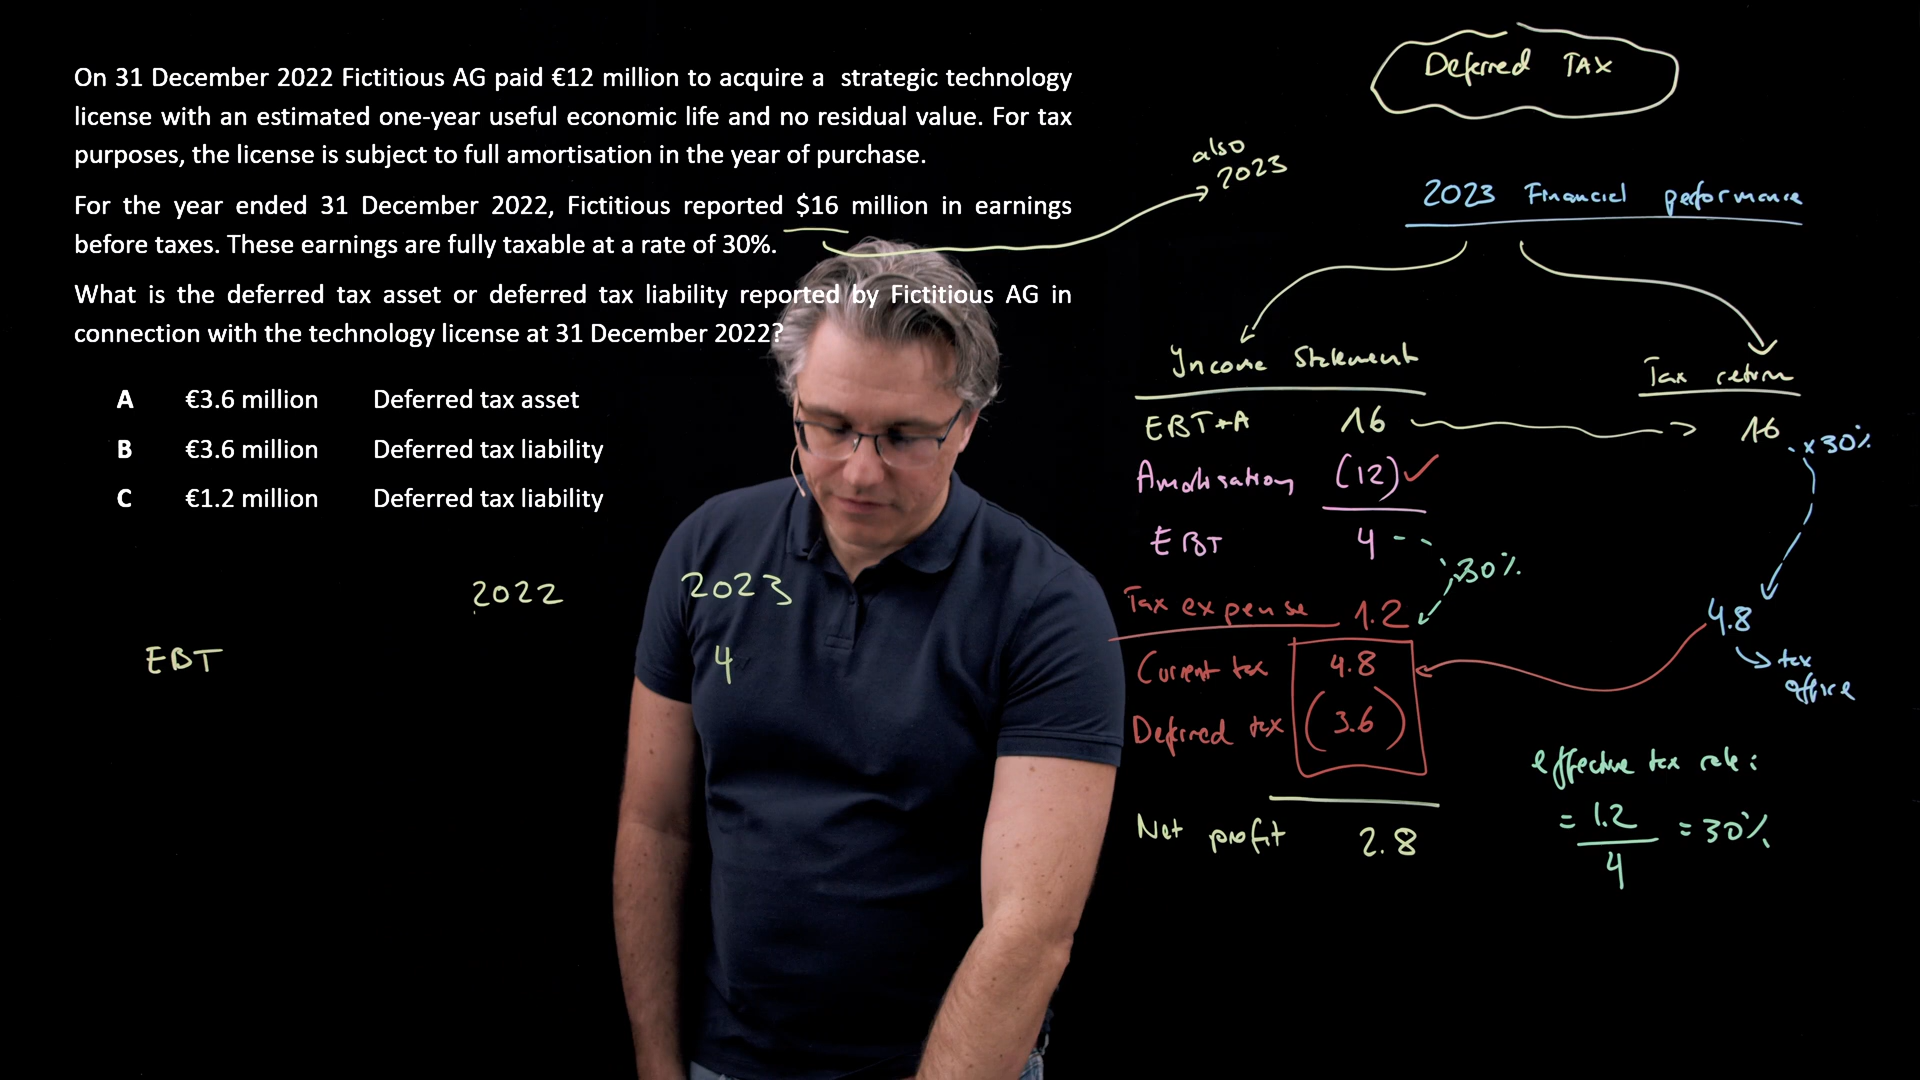 On 31 December 2022 Fictitious AG paid €12 million to acquire a strategic technology
license with an estimated one-year useful economic life and no residual value. For tax
purposes, the license is subject to full amortisation in the year of purchase.
For the year ended 31 December 2022, Fictitious reported $16 million in earnings
before taxes. These earnings are fully taxable at a rate of 30%.
What is the deferred tax asset or deferred tax liability reported by Fictitious AG in
connection with the technology license at 31 December 2022?
A €3.6 million Deferred tax asset
B €3.6 million Deferred tax liability
C €1.2 million Deferred tax liability
2022 2023
EBT 4
Deferred TAX
also
2023
2023 Financial performance
Income Statement Tax return
EBT+A 16 16
x 30%
Amortisation (12) ✓
EBT 4
30%
Tax expense 1.2 4.8
Current tax 4.8 tax
office
Deferred tax (3.6)
effective tax rate:
= 1.2 = 30%
4
Net profit 2.8